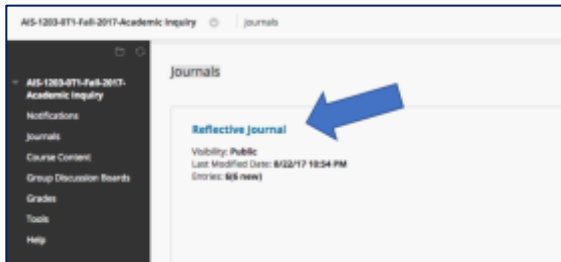 AIS-1203-0T1-Fall-2017-Academic Inquiry
Journals
AIS-1203-0T1-Fall-2017-
Academic Inquiry
Notifications
Journals
Course Content
Group Discussion Boards
Grades
Tools
Help
Journals
Reflective Journal
Visibility: Public
Last Modified Date: 8/22/17 10:54 PM
Entries: 6(6 new)